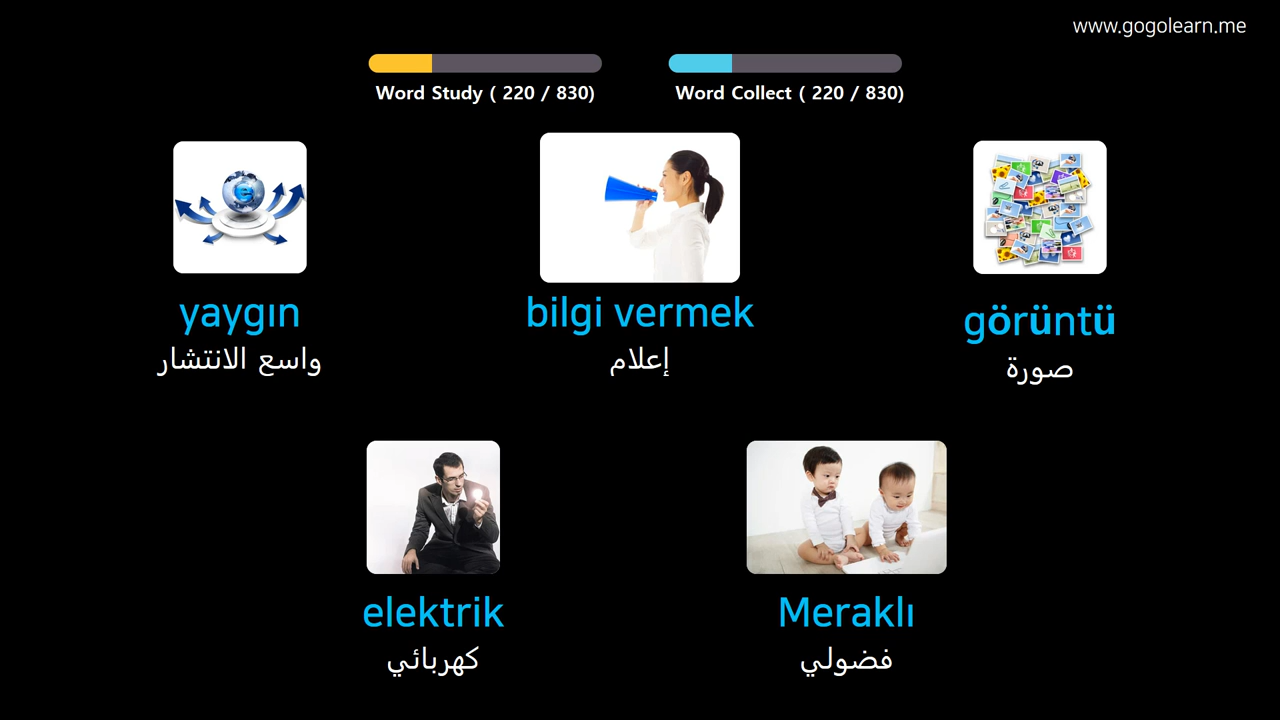 www.gogolearn.me
Word Study ( 220 / 830)
Word Collect ( 220 / 830)
yaygın
واسع الانتشار
bilgi vermek
إعلام
görüntü
صورة
elektrik
كهربائي
Meraklı
فضولي